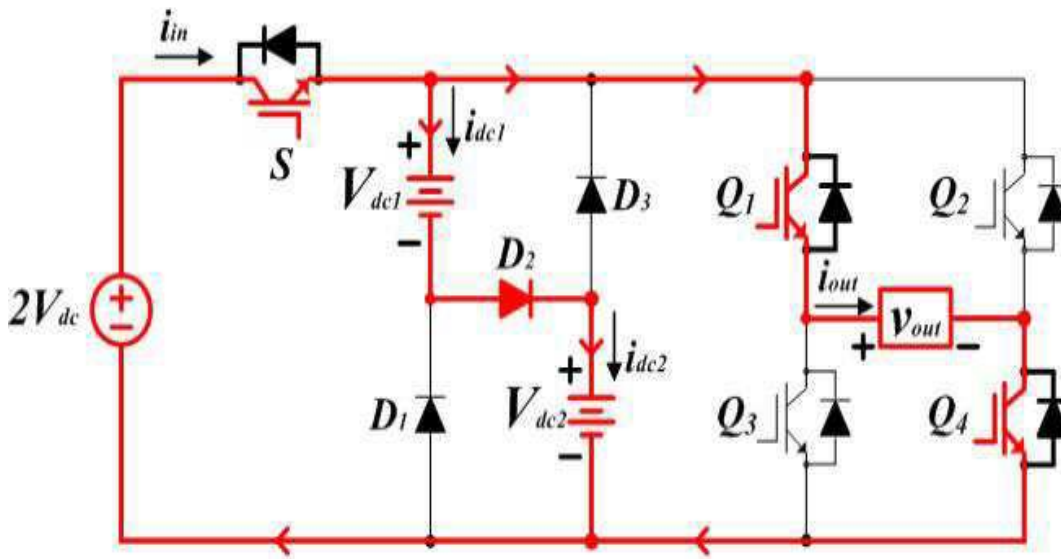 i_in
S
i_dc1
+
V_dc1
−
D_3
Q_1
Q_2
D_2
i_out
2V_dc
+
−
v_out
+
−
+
i_dc2
D_1
V_dc2
−
Q_3
Q_4